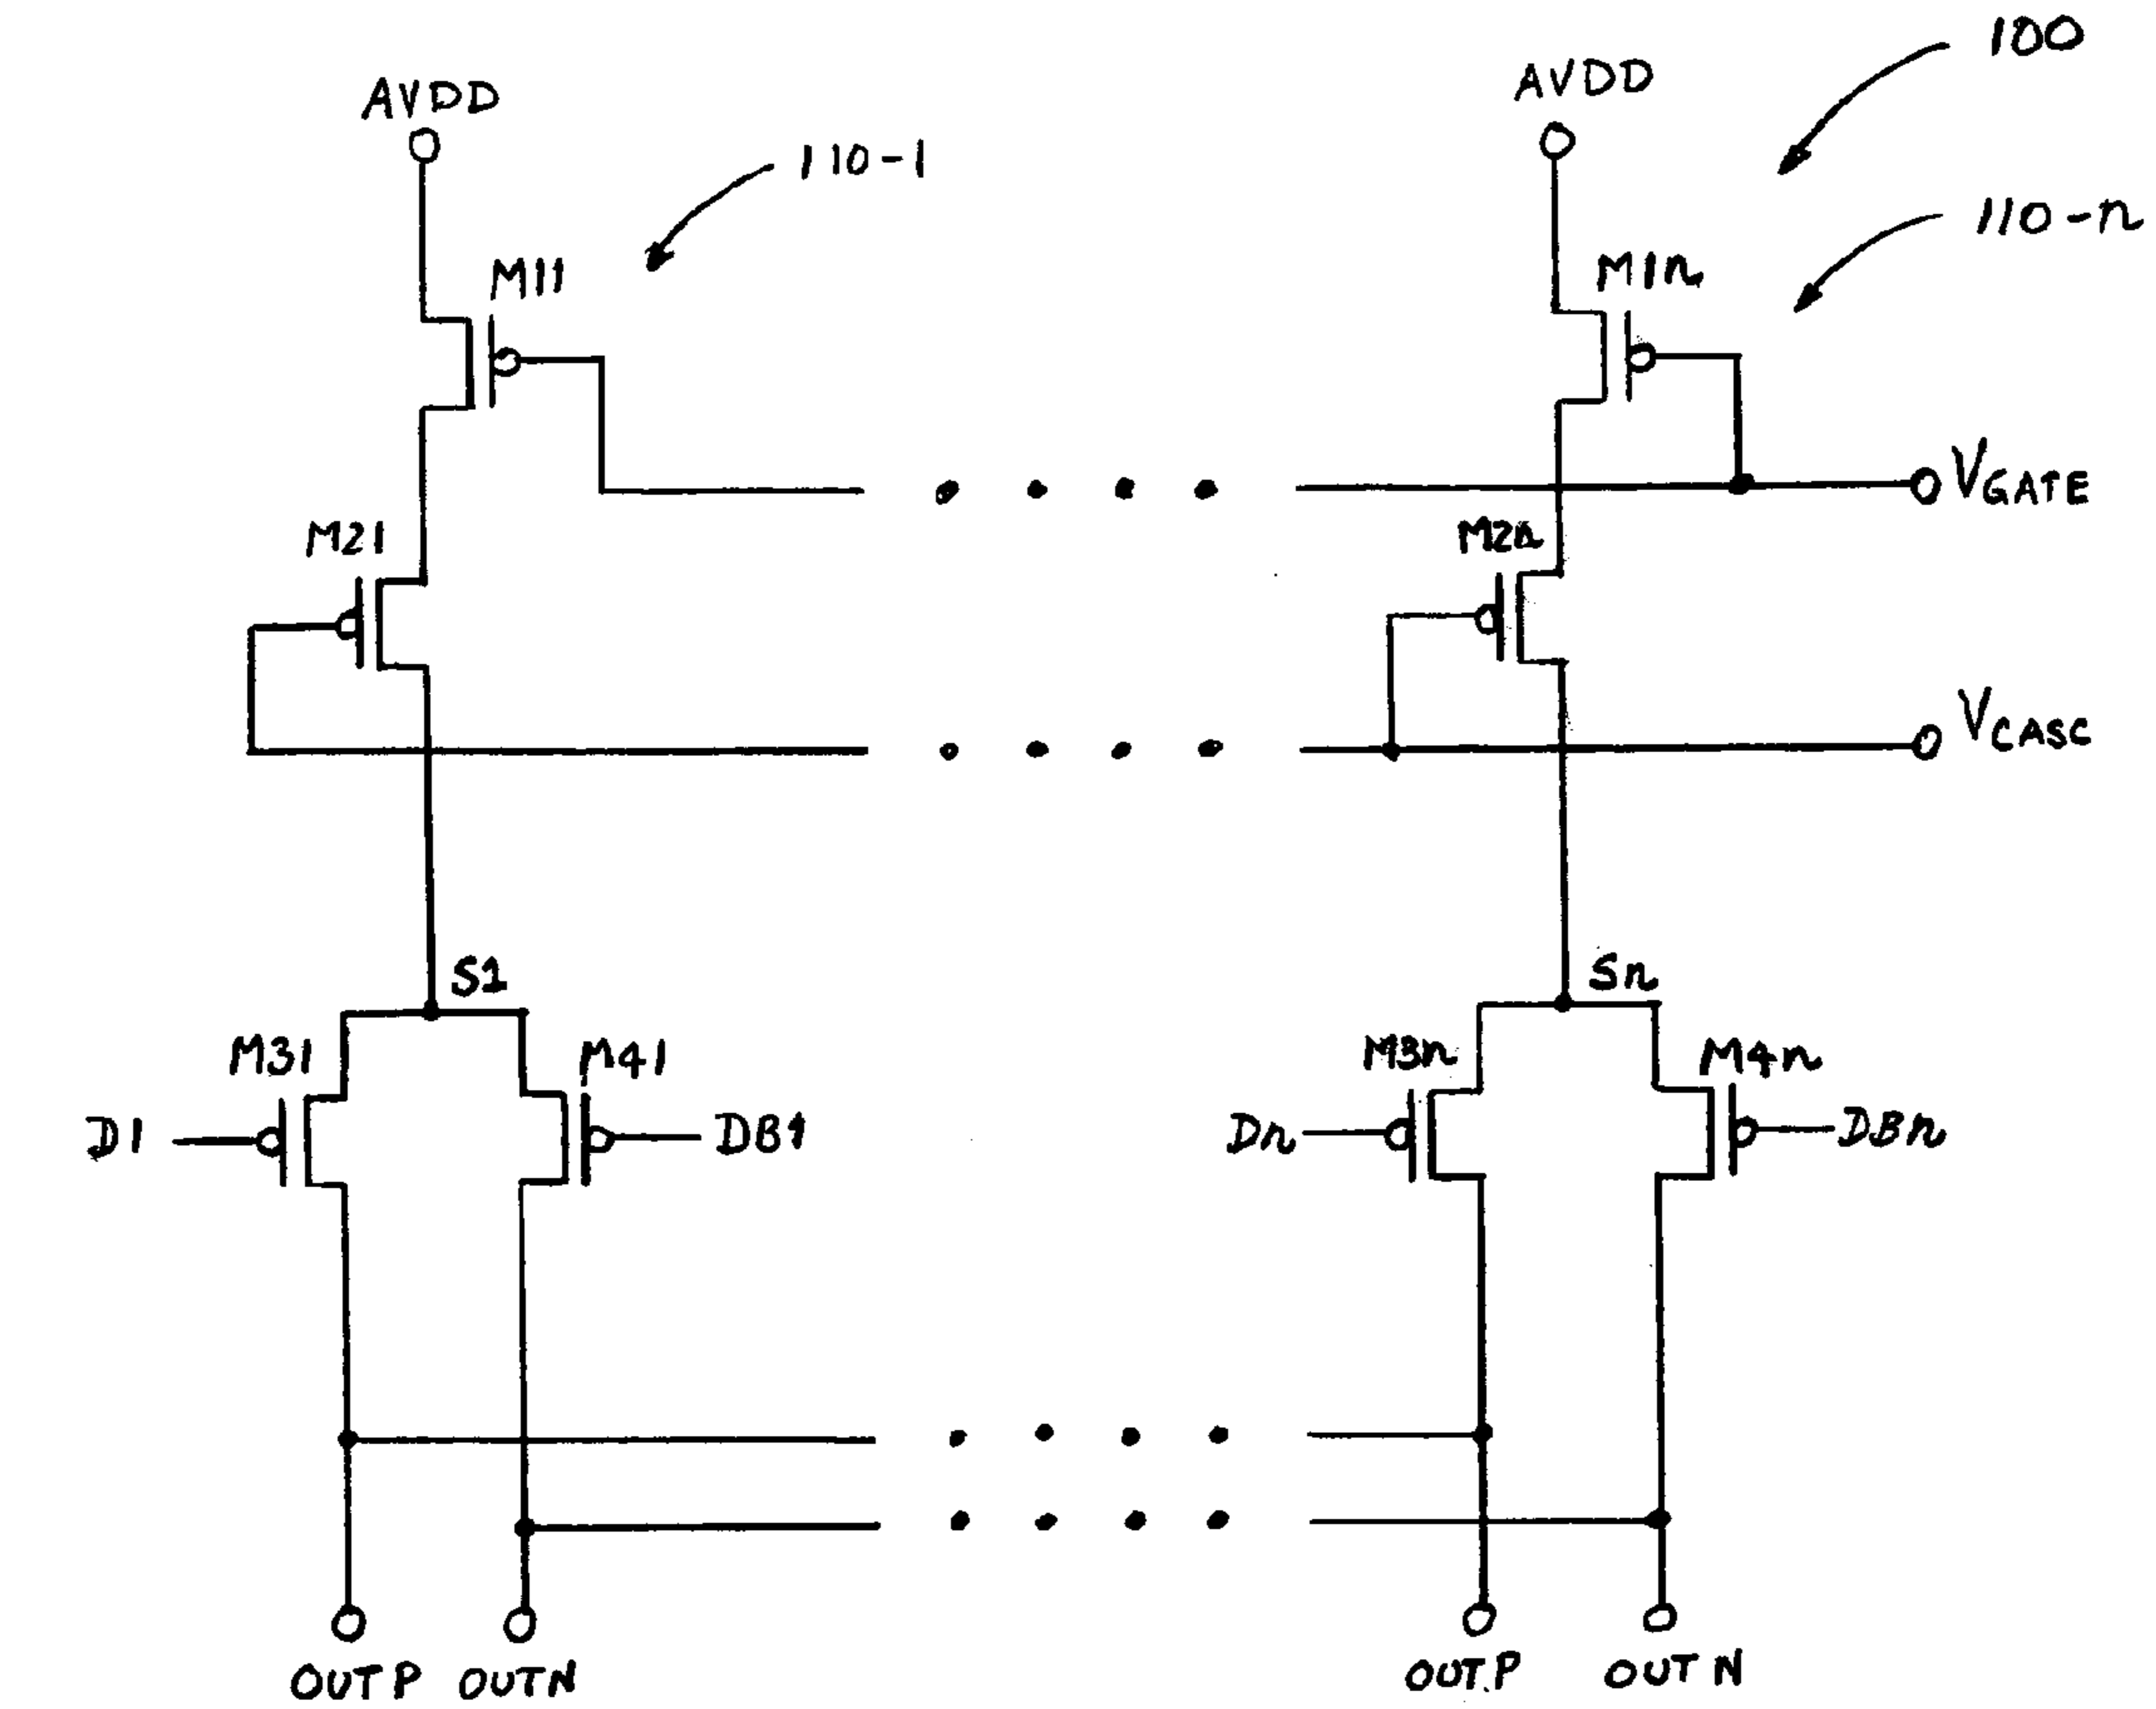 100
AVDD
AVDD
110-1
110-n
M11
M1n
VGATE
M21
M2n
VCASC
S1
Sn
M31
M41
M3n
M4n
D1
DB1
Dn
DBn
OUTP
OUTN
OUTP
OUTN